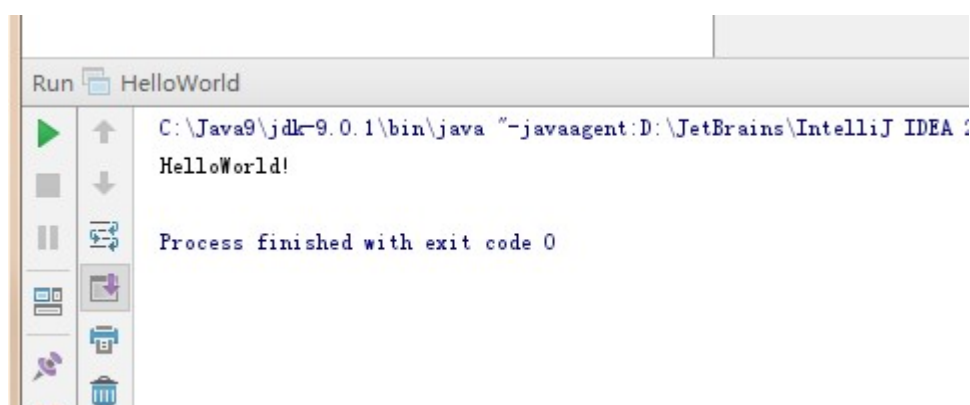 Run HelloWorld
C:\Java9\jdk-9.0.1\bin\java "-javaagent:D:\JetBrains\IntelliJ IDEA
HelloWorld!
Process finished with exit code 0